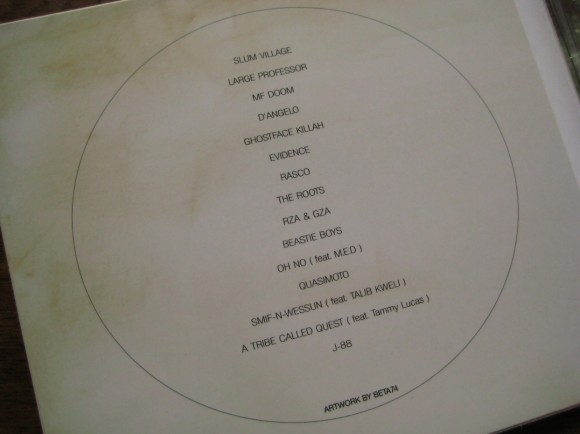 SLUM VILLAGE
LARGE PROFESSOR
MF DOOM
D'ANGELO
GHOSTFACE KILLAH
EVIDENCE
RASCO
THE ROOTS
RZA & GZA
BEASTIE BOYS
OH NO ( feat. M.E.D )
QUASIMOTO
SMIF-N-WESSUN ( feat. TALIB KWELI )
A TRIBE CALLED QUEST ( feat. Tammy Lucas )
J-88
ARTWORK BY BETA74